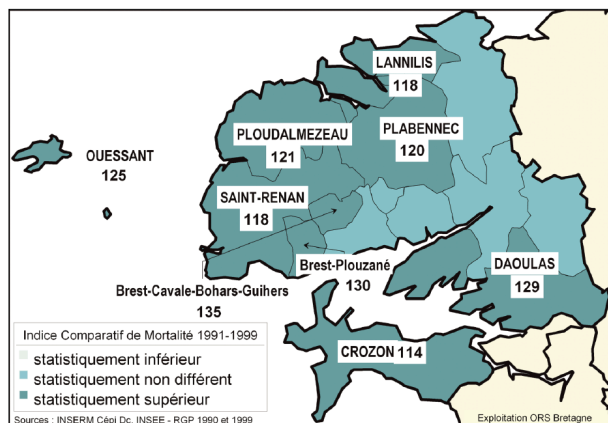 LANNILIS
118
PLOUDALMEZEAU
121
PLABENNEC
120
OUESSANT
125
SAINT-RENAN
118
Brest-Plouzané
130
DAOULAS
129
Brest-Cavale-Bohars-Guihers
135
CROZON 114
Indice Comparatif de Mortalité 1991-1999
statistiquement inférieur
statistiquement non différent
statistiquement supérieur
Sources : INSERM Cépi Dc, INSEE - RGP 1990 et 1999
Exploitation ORS Bretagne